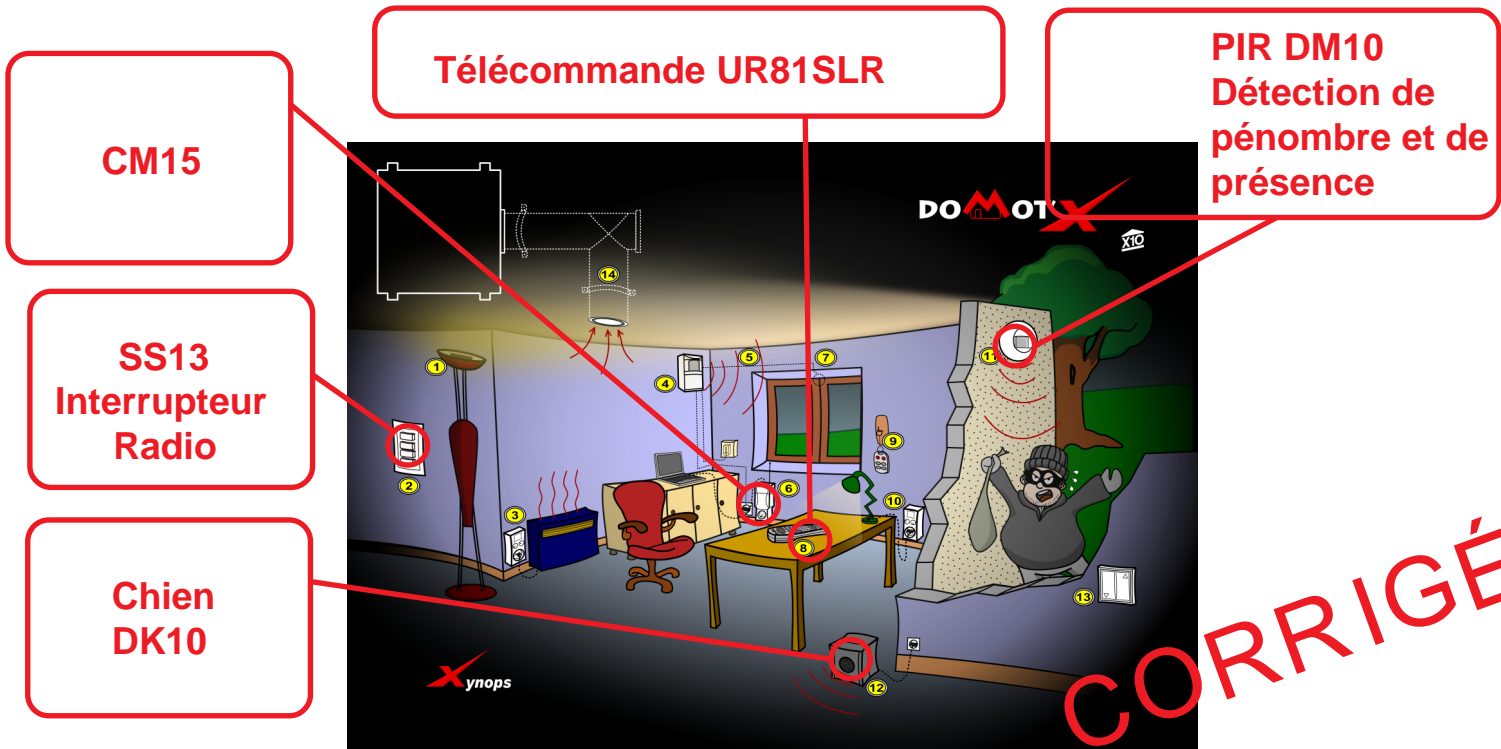 Télécommande UR81SLR
PIR DM10
Détection de
pénombre et de
présence
CM15
SS13
Interrupteur
Radio
Chien
DK10
DOMOT'X
X10
14
1
5
7
4
11
9
2
6
10
3
8
13
12
Xynops
CORRIGÉ